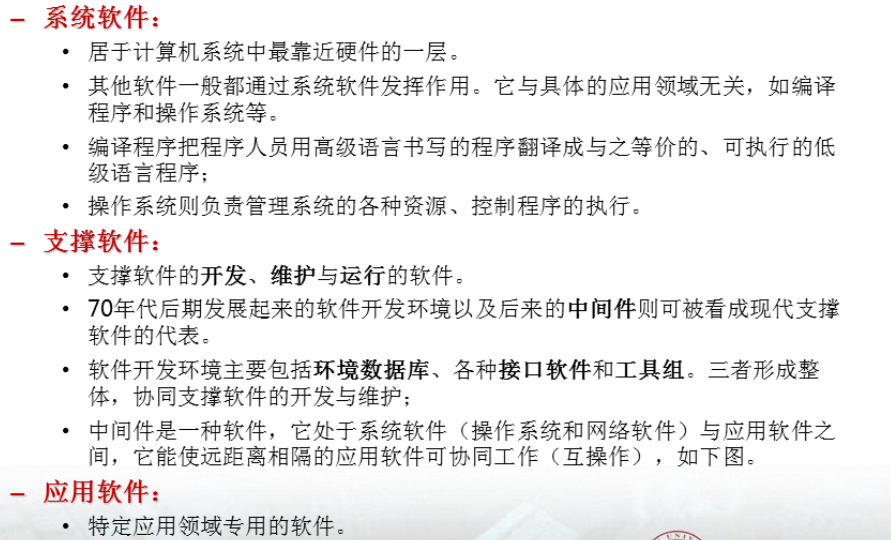 – 系统软件：
• 居于计算机系统中最靠近硬件的一层。
• 其他软件一般都通过系统软件发挥作用。它与具体的应用领域无关，如编译
程序和操作系统等。
• 编译程序把程序人员用高级语言书写的程序翻译成与之等价的、可执行的低
级语言程序；
• 操作系统则负责管理系统的各种资源、控制程序的执行。
– 支撑软件：
• 支撑软件的开发、维护与运行的软件。
• 70年代后期发展起来的软件开发环境以及后来的中间件则可被看成现代支撑
软件的代表。
• 软件开发环境主要包括环境数据库、各种接口软件和工具组。三者形成整
体，协同支撑软件的开发与维护；
• 中间件是一种软件，它处于系统软件（操作系统和网络软件）与应用软件之
间，它能使远距离相隔的应用软件可协同工作（互操作），如下图。
– 应用软件：
• 特定应用领域专用的软件。